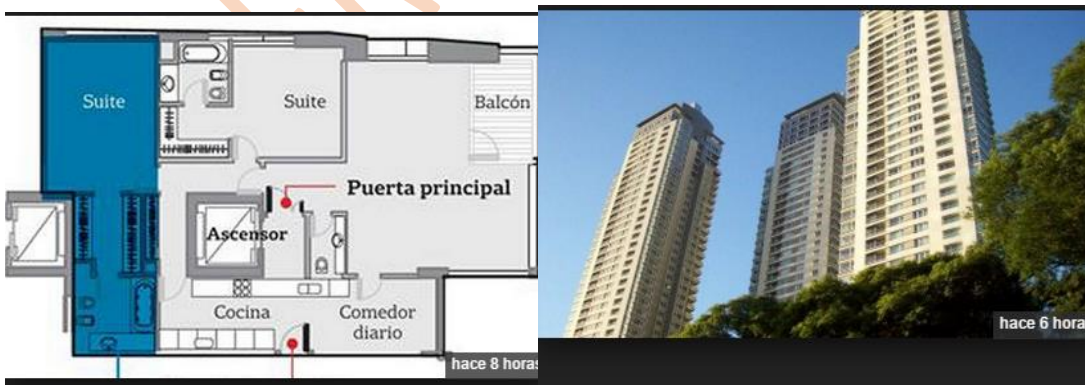 Suite
Suite
Balcón
Puerta principal
Ascensor
Cocina
Comedor
diario
hace 8 horas
hace 6 hora